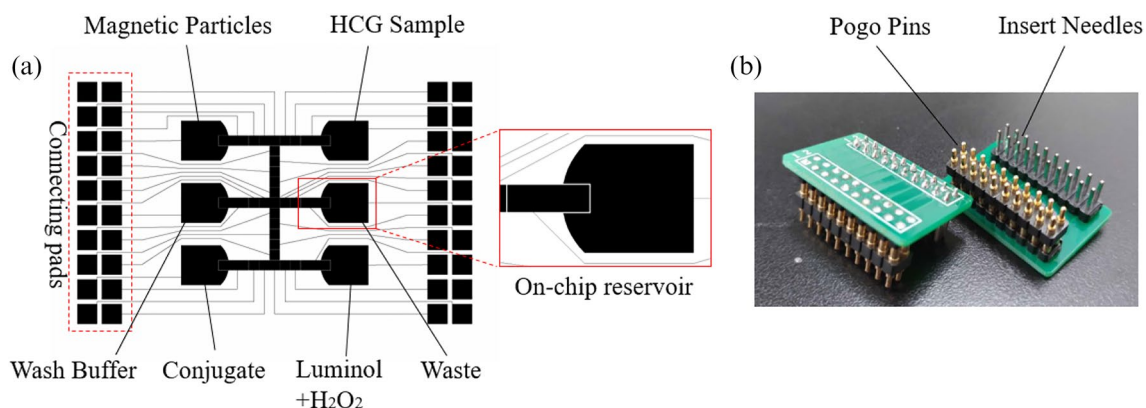 Magnetic Particles
HCG Sample
(a)
Connecting pads
On-chip reservoir
Wash Buffer
Conjugate
Luminol
+H₂O₂
Waste
Pogo Pins
Insert Needles
(b)